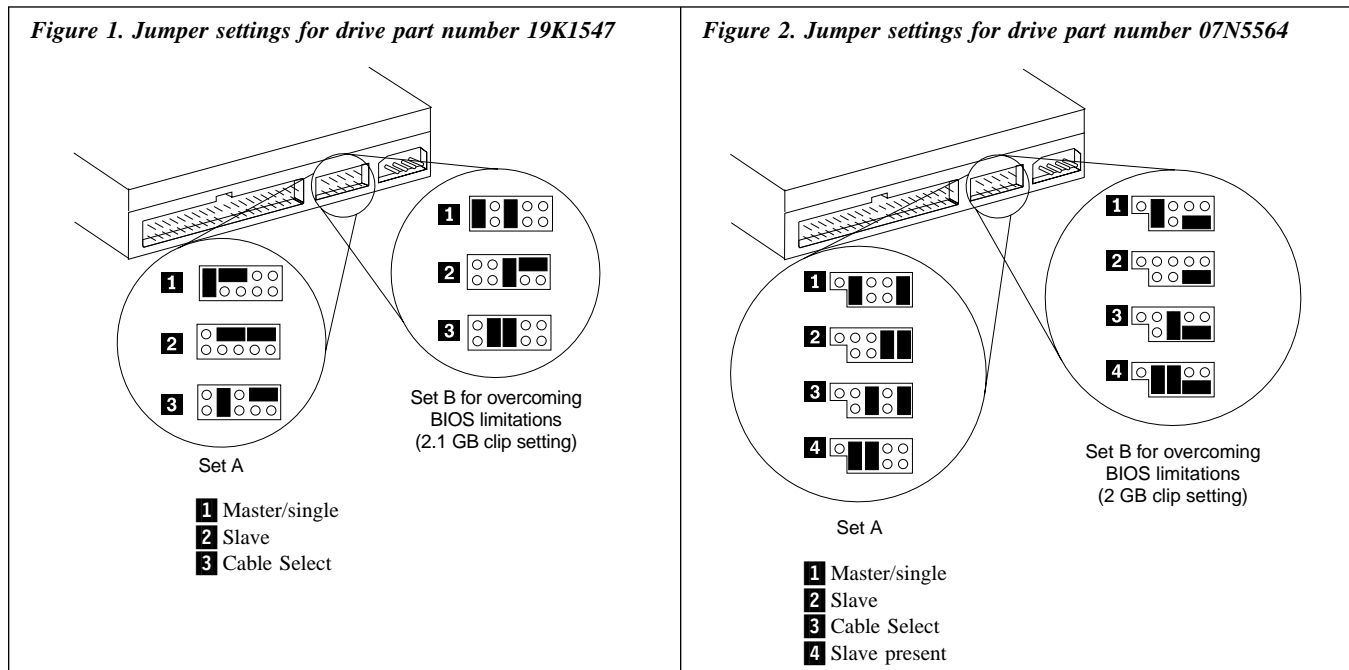 Figure 1. Jumper settings for drive part number 19K1547
1
2
3
Set A
1
2
3
Set B for overcoming
BIOS limitations
(2.1 GB clip setting)
1 Master/single
2 Slave
3 Cable Select
Figure 2. Jumper settings for drive part number 07N5564
1
2
3
4
Set A
1
2
3
4
Set B for overcoming
BIOS limitations
(2 GB clip setting)
1 Master/single
2 Slave
3 Cable Select
4 Slave present